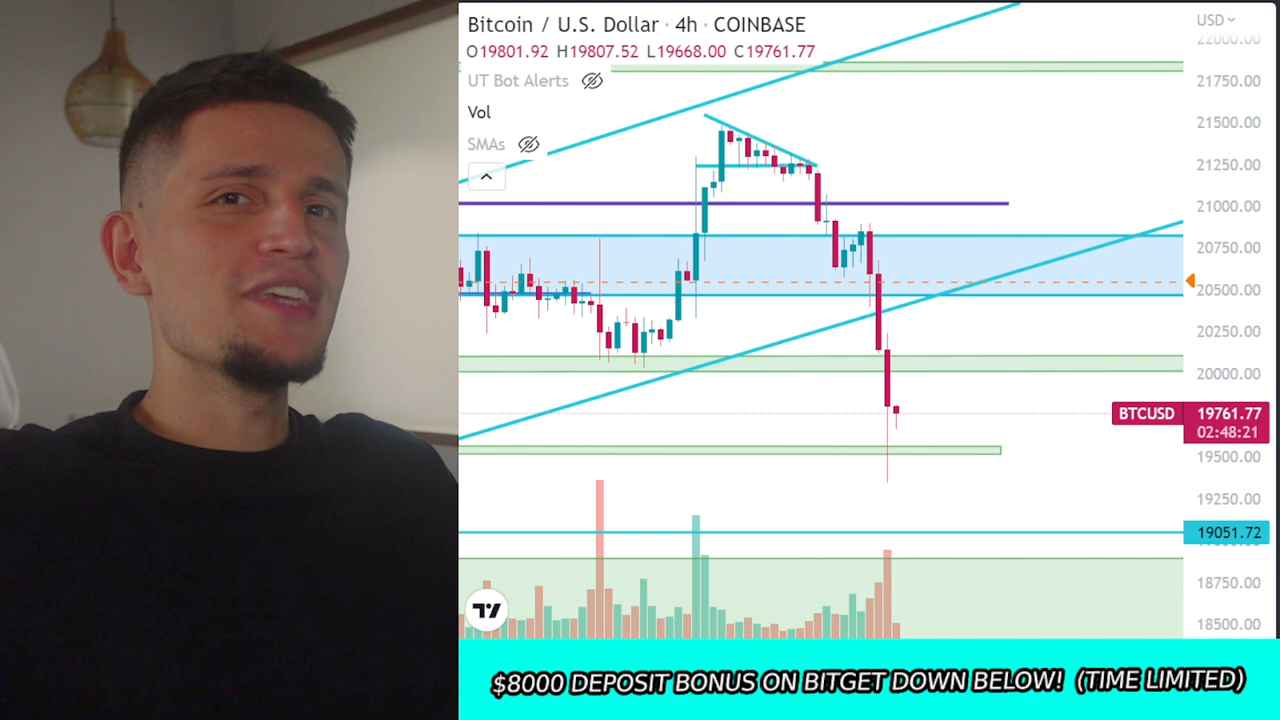 Bitcoin / U.S. Dollar · 4h · COINBASE
O19801.92 H19807.52 L19668.00 C19761.77
UT Bot Alerts
Vol
SMAs
USD
22000.00
21750.00
21500.00
21250.00
21000.00
20750.00
20500.00
20250.00
20000.00
BTCUSD 19761.77
02:48:21
19500.00
19250.00
19051.72
18750.00
18500.00
$8000 DEPOSIT BONUS ON BITGET DOWN BELOW! (TIME LIMITED)